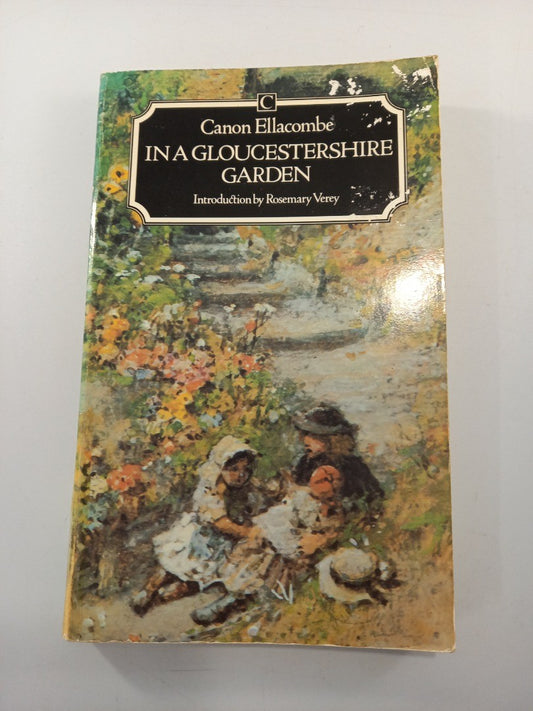 C
Canon Ellacombe
IN A GLOUCESTERSHIRE
GARDEN
Introduction by Rosemary Verey